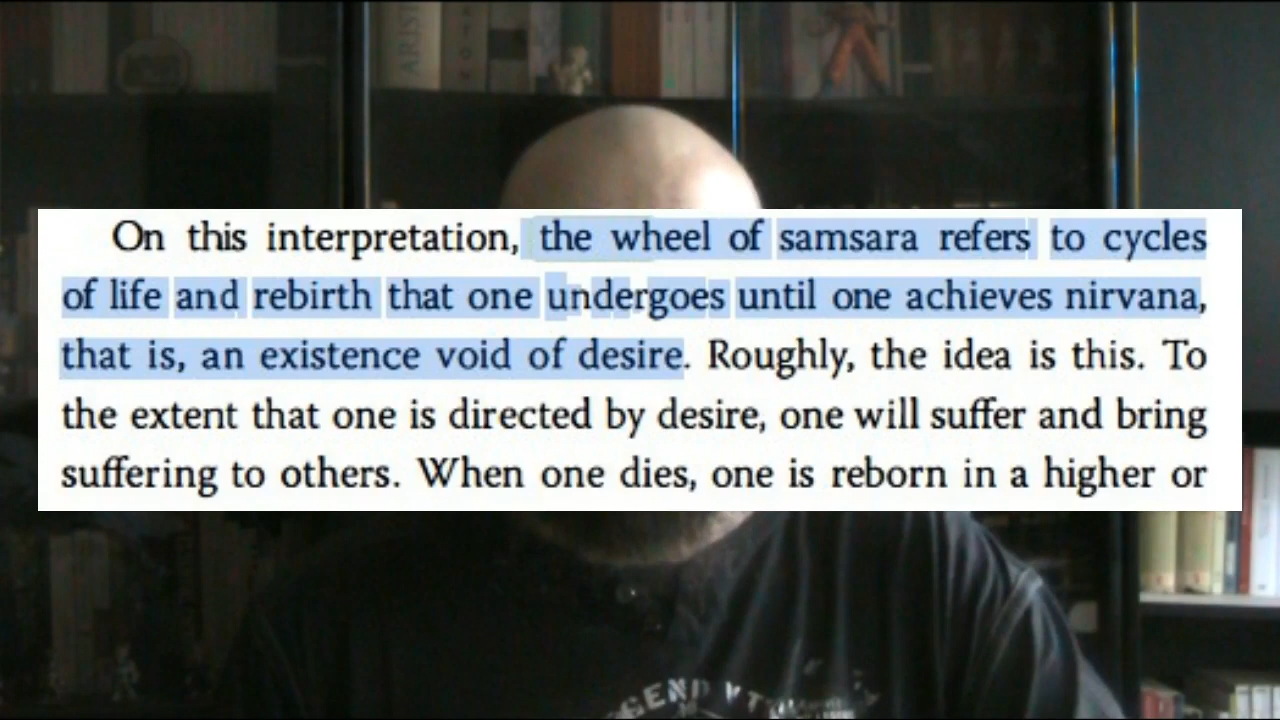 ARIST
On this interpretation, the wheel of samsara refers to cycles
of life and rebirth that one undergoes until one achieves nirvana,
that is, an existence void of desire. Roughly, the idea is this. To
the extent that one is directed by desire, one will suffer and bring
suffering to others. When one dies, one is reborn in a higher or